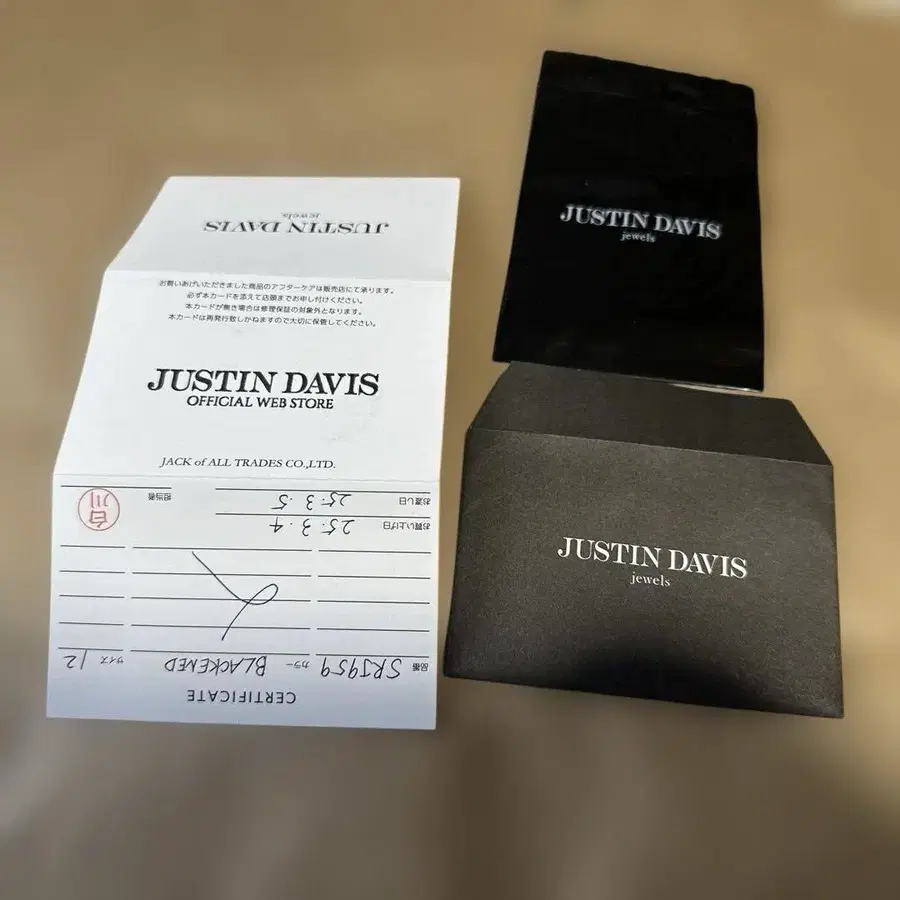 JUSTIN DAVIS
jewels
お買いあげいただきました商品のアフターケアは販売店にて承ります。
必ず本カードを添えて店頭までお申し付けください。
本カードが無き場合は修理保証の対象外となります。
本カードは再発行致しかねますので大切に保管してください。
JUSTIN DAVIS
OFFICIAL WEB STORE
JACK of ALL TRADES CO.,LTD.
CERTIFICATE
品番 SRJ959 カラー BLACKENED サイズ 12
お買い上げ日 25.3.4
お渡し日 25.3.5 担当者
JUSTIN DAVIS
jewels
JUSTIN DAVIS
jewels